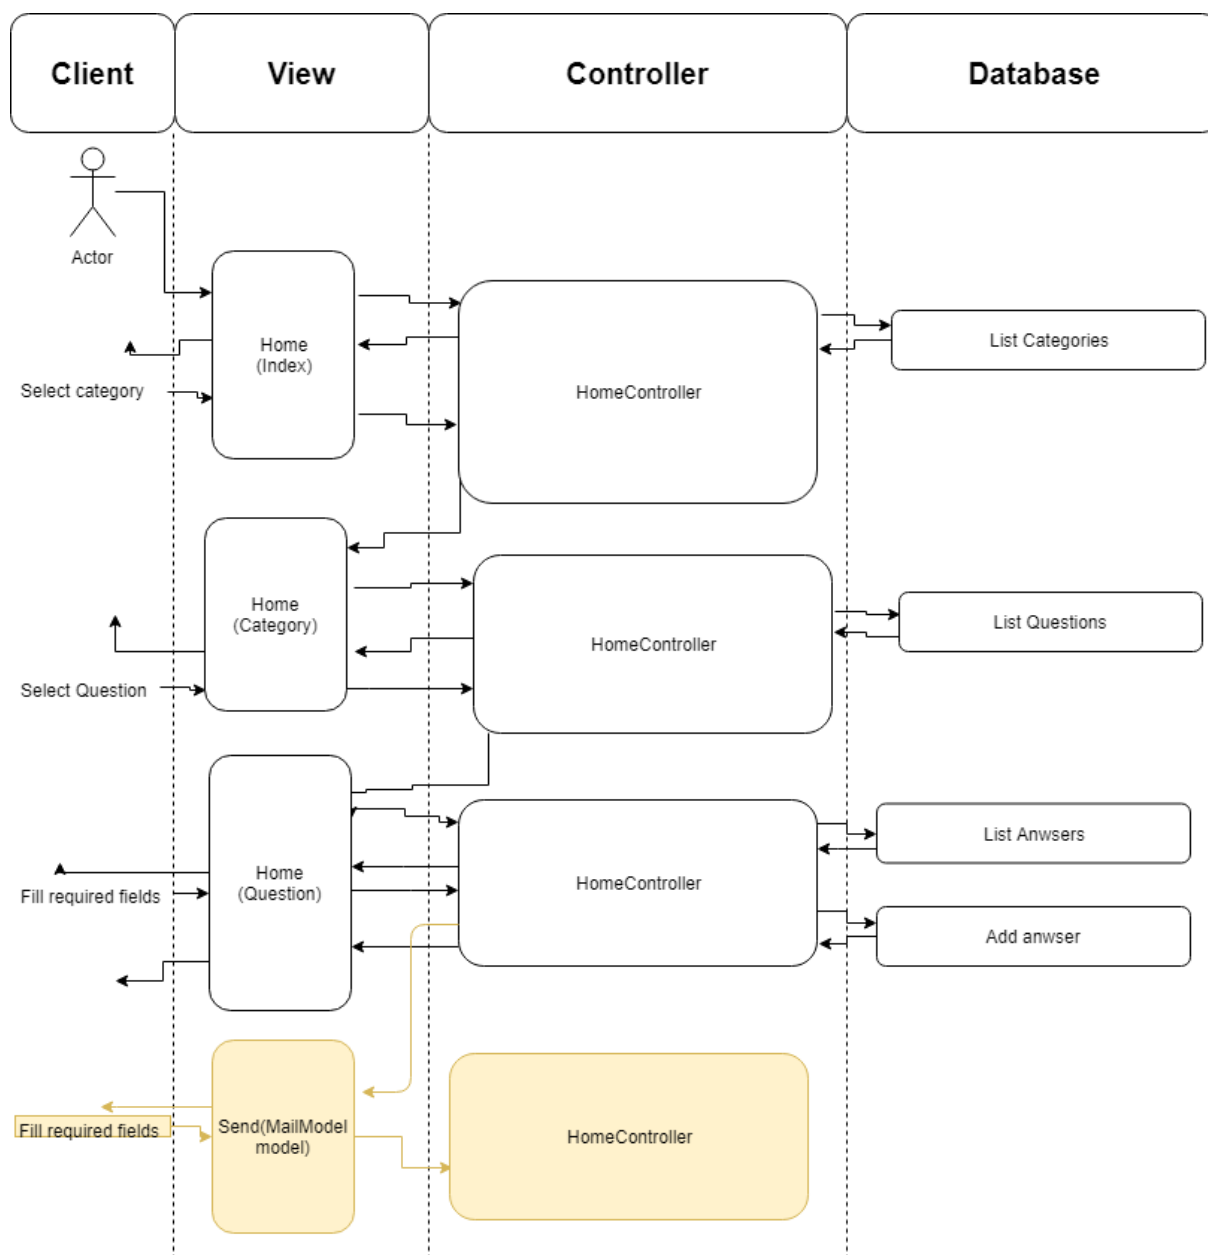 Client
View
Controller
Database
Actor
Home
(Index)
HomeController
List Categories
Select category
Home
(Category)
HomeController
List Questions
Select Question
Home
(Question)
HomeController
List Anwsers
Fill required fields
Add anwser
Send(MailModel
model)
HomeController
Fill required fields